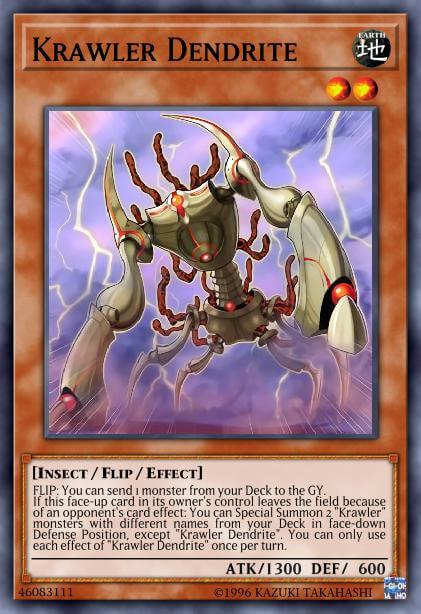 Krawler Dendrite
EARTH
地
[Insect / Flip / Effect]
FLIP: You can send 1 monster from your Deck to the GY.
If this face-up card in its owner's control leaves the field because
of an opponent's card effect: You can Special Summon 2 "Krawler"
monsters with different names from your Deck in face-down
Defense Position, except "Krawler Dendrite". You can only use
each effect of "Krawler Dendrite" once per turn.
ATK/1300 DEF/ 600
46083111
©1996 KAZUKI TAKAHASHI